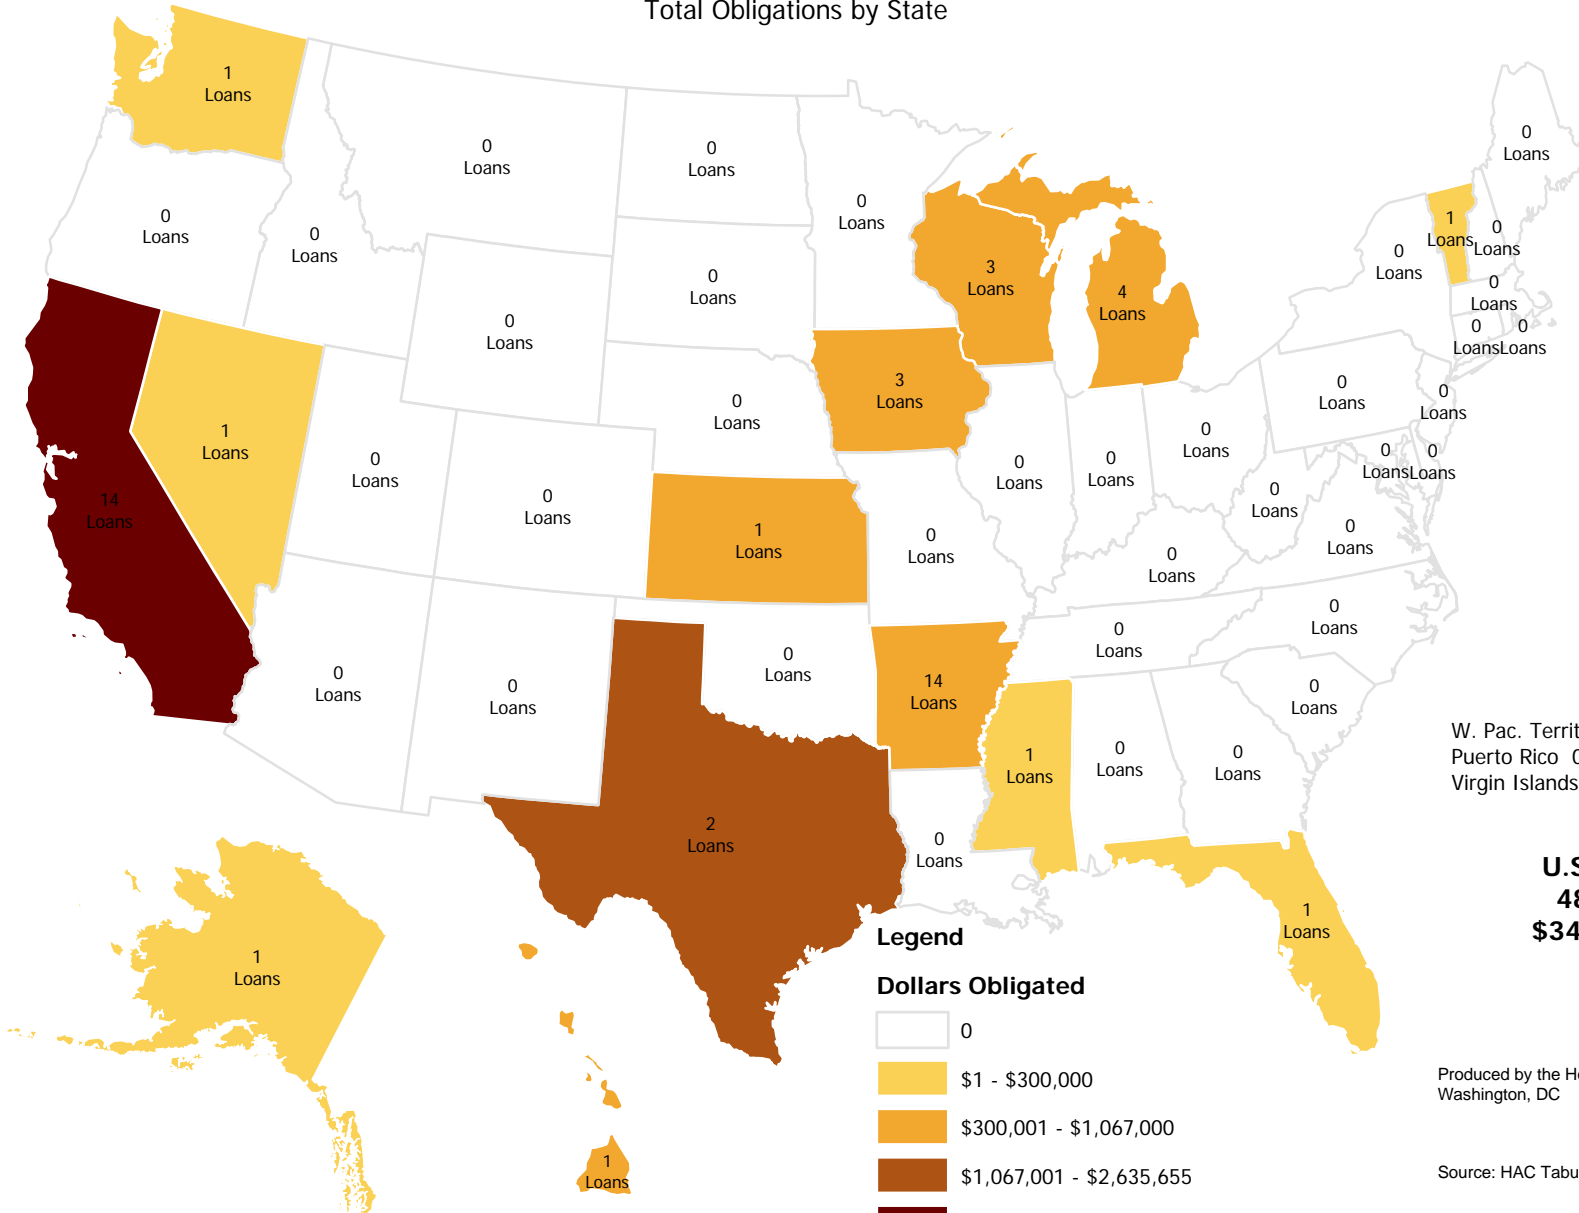 Total Obligations by State
1
Loans
0
Loans
0
Loans
0
Loans
0
Loans
0
Loans
0
Loans
0
Loans
0
Loans
3
Loans
4
Loans
0
Loans
1
Loans
0
Loans
0
Loans
0
Loans
0
Loans
0
Loans
14
Loans
1
Loans
0
Loans
0
Loans
0
Loans
3
Loans
0
Loans
0
Loans
0
Loans
0
Loans
0
Loans
0
Loans
0
Loans
0
Loans
0
Loans
1
Loans
0
Loans
0
Loans
0
Loans
0
Loans
0
Loans
0
Loans
0
Loans
0
Loans
14
Loans
0
Loans
2
Loans
0
Loans
1
Loans
0
Loans
0
Loans
1
Loans
1
Loans
1
Loans
W. Pac. Territ
Puerto Rico 0
Virgin Islands
U.S
48
$34
Legend
Dollars Obligated
0
$1 - $300,000
$300,001 - $1,067,000
$1,067,001 - $2,635,655
Produced by the Ho
Washington, DC
Source: HAC Tabu